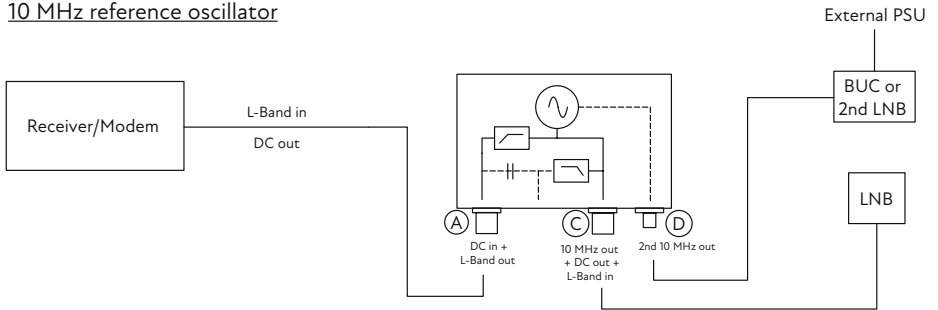 10 MHz reference oscillator
External PSU
Receiver/Modem
L-Band in
DC out
BUC or
2nd LNB
LNB
A
C
D
DC in +
L-Band out
10 MHz out
+ DC out +
L-Band in
2nd 10 MHz out